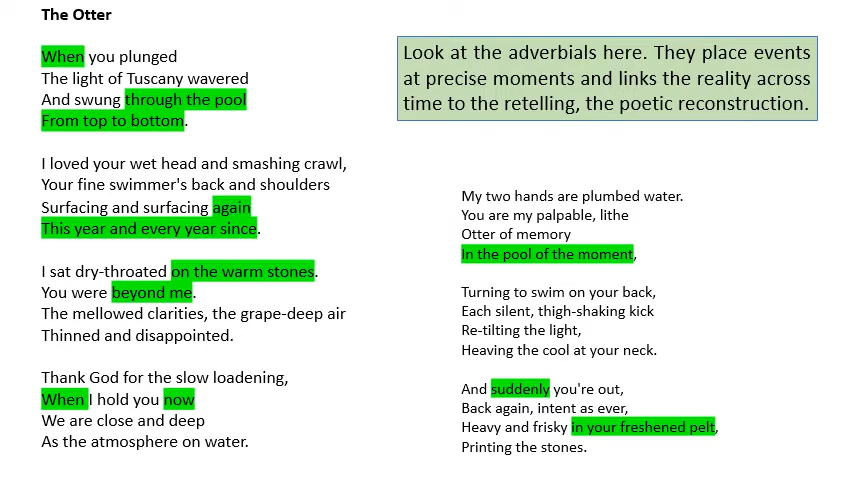 The Otter
When you plunged
The light of Tuscany wavered
And swung through the pool
From top to bottom.
I loved your wet head and smashing crawl,
Your fine swimmer's back and shoulders
Surfacing and surfacing again
This year and every year since.
I sat dry-throated on the warm stones.
You were beyond me.
The mellowed clarities, the grape-deep air
Thinned and disappointed.
Thank God for the slow loadening,
When I hold you now
We are close and deep
As the atmosphere on water.
Look at the adverbials here. They place events
at precise moments and links the reality across
time to the retelling, the poetic reconstruction.
My two hands are plumbed water.
You are my palpable, lithe
Otter of memory
In the pool of the moment,
Turning to swim on your back,
Each silent, thigh-shaking kick
Re-tilting the light,
Heaving the cool at your neck.
And suddenly you're out,
Back again, intent as ever,
Heavy and frisky in your freshened pelt,
Printing the stones.